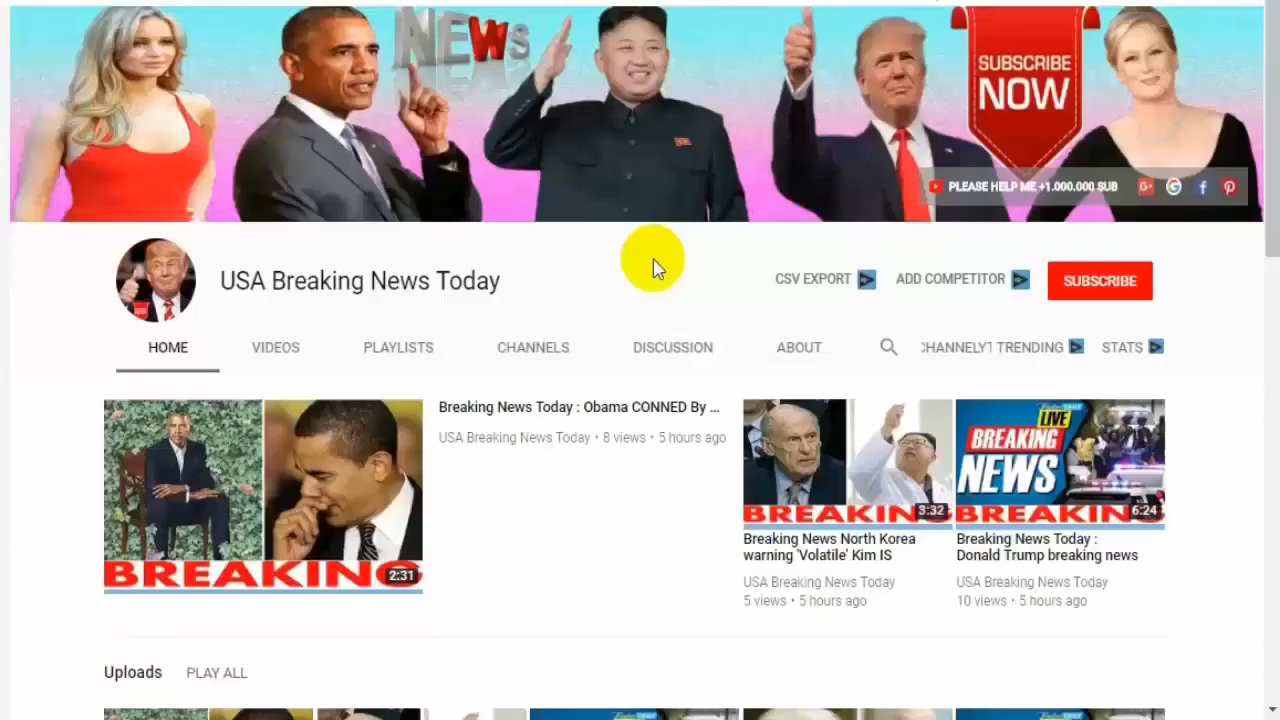 NEWS
SUBSCRIBE
NOW
PLEASE HELP ME +1.000.000 SUB
USA Breaking News Today
CSV EXPORT
ADD COMPETITOR
SUBSCRIBE
HOME
VIDEOS
PLAYLISTS
CHANNELS
DISCUSSION
ABOUT
TRENDING
STATS
BREAKING
2:31
Breaking News Today : Obama CONNED By ...
USA Breaking News Today • 8 views • 5 hours ago
BREAKIN
3:32
Breaking News North Korea
warning 'Volatile' Kim IS
USA Breaking News Today
5 views • 5 hours ago
LIVE
BREAKING
NEWS
BREAKIN
6:24
Breaking News Today :
Donald Trump breaking news
USA Breaking News Today
10 views • 5 hours ago
Uploads
PLAY ALL